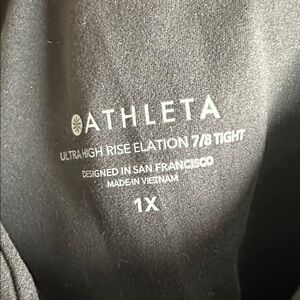 ATHLETA
ULTRA HIGH RISE ELATION 7/8 TIGHT
DESIGNED IN SAN FRANCISCO
MADE IN VIETNAM
1X